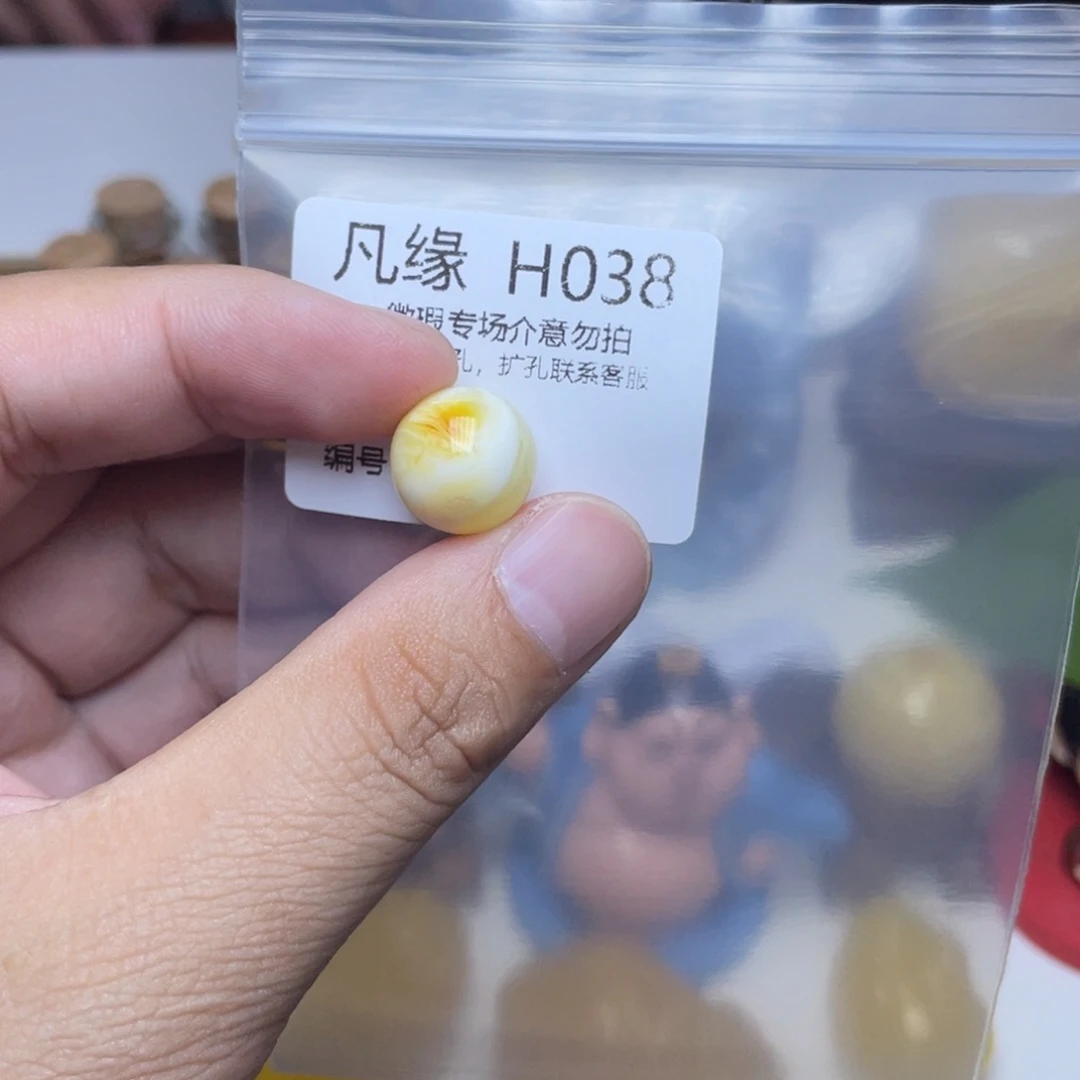 凡缘 H038
微瑕专场介意勿拍
孔，扩孔联系客服
编号